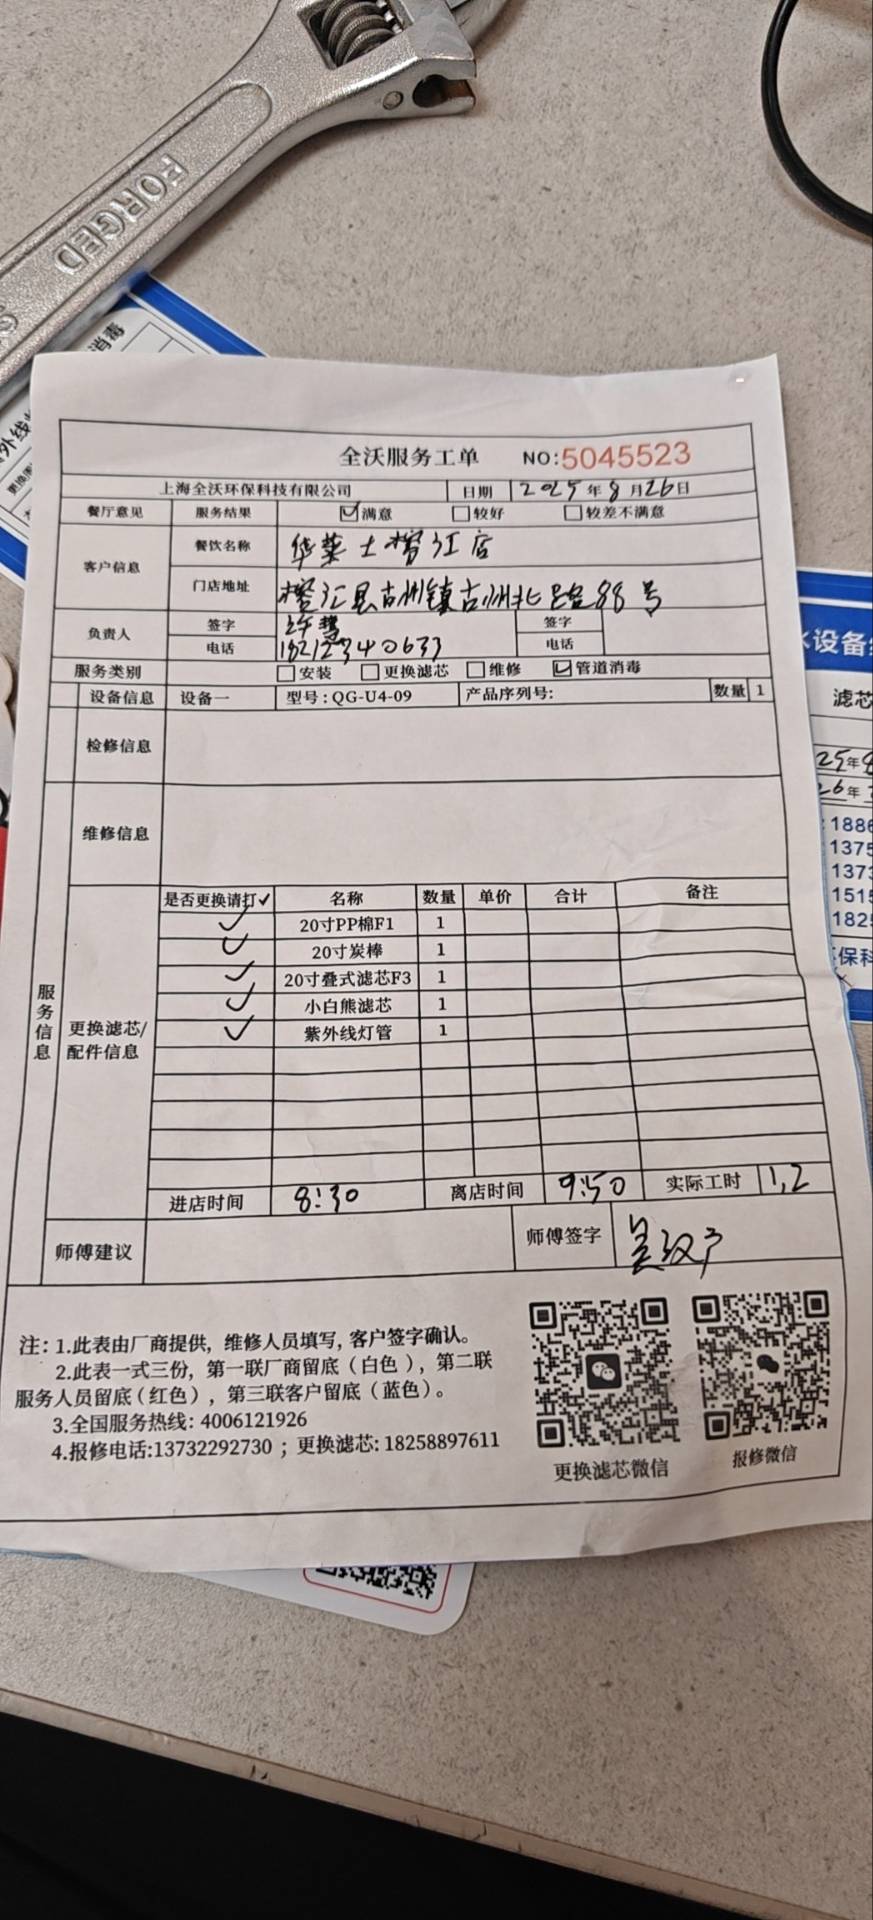 FORGED
消毒
外线
全沃服务工单 NO:5045523
上海全沃环保科技有限公司 日期 2025年8月26日
餐厅意见 服务结果 ☑满意 □较好 □较差不满意
客户信息 餐饮名称 华莱士榕江店
门店地址 榕江县古州镇古州北路88号
负责人 签字 签字
电话 18212340633 电话
服务类别 □安装 □更换滤芯 □维修 ☑管道消毒
设备信息 设备一 型号:QG-U4-09 产品序列号: 数量 1
检修信息
维修信息
服务信息
更换滤芯/
配件信息
是否更换请打✓ 名称 数量 单价 合计 备注
✓ 20寸PP棉F1 1
✓ 20寸炭棒 1
✓ 20寸叠式滤芯F3 1
✓ 小白熊滤芯 1
✓ 紫外线灯管 1
进店时间 8:30 离店时间 9:50 实际工时 1,2
师傅建议 师傅签字
注: 1.此表由厂商提供, 维修人员填写, 客户签字确认。
2.此表一式三份, 第一联厂商留底(白色), 第二联
服务人员留底(红色), 第三联客户留底(蓝色)。
3.全国服务热线: 4006121926
4.报修电话:13732292730 ; 更换滤芯: 18258897611
更换滤芯微信
报修微信
水设备
滤芯
25年
26年
1886
1375
1373
1515
1825
保科